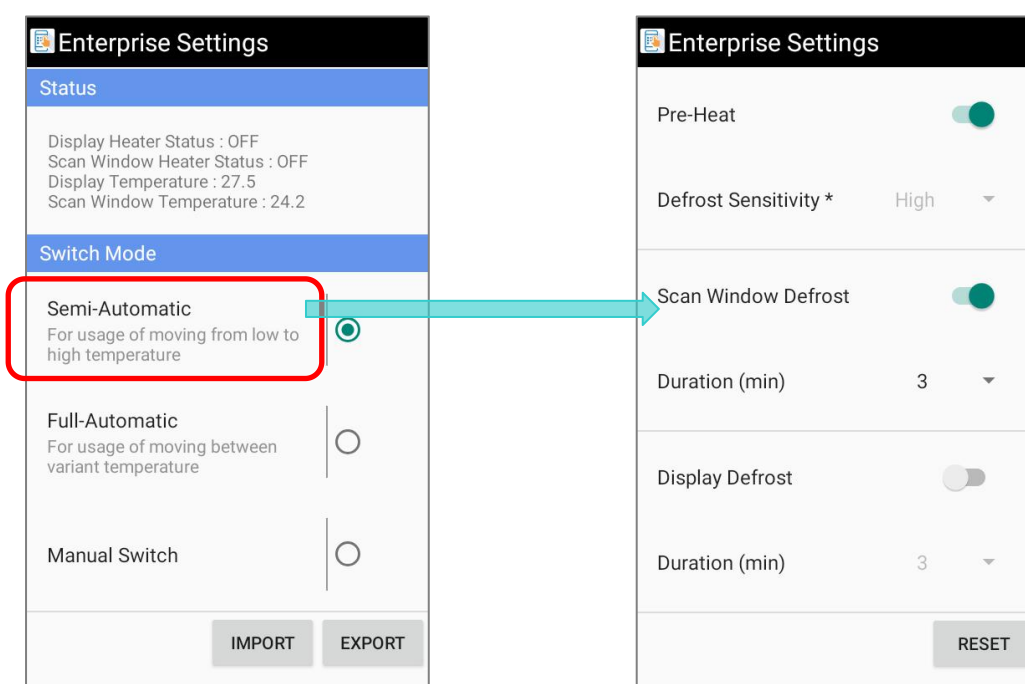 Enterprise Settings
Status
Display Heater Status : OFF
Scan Window Heater Status : OFF
Display Temperature : 27.5
Scan Window Temperature : 24.2
Switch Mode
Semi-Automatic
For usage of moving from low to
high temperature
Full-Automatic
For usage of moving between
variant temperature
Manual Switch
IMPORT EXPORT
Enterprise Settings
Pre-Heat
Defrost Sensitivity * High
Scan Window Defrost
Duration (min) 3
Display Defrost
Duration (min) 3
RESET